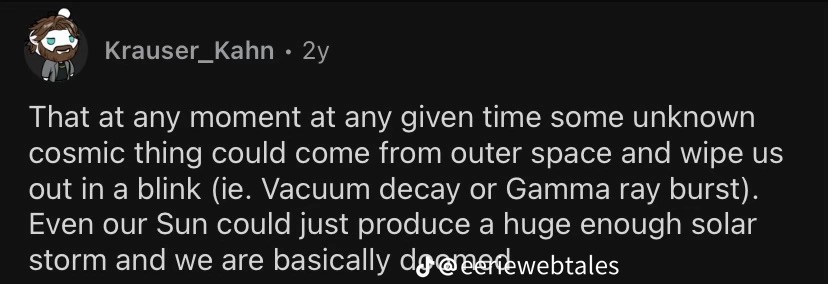 Krauser_Kahn • 2y
That at any moment at any given time some unknown
cosmic thing could come from outer space and wipe us
out in a blink (ie. Vacuum decay or Gamma ray burst).
Even our Sun could just produce a huge enough solar
storm and we are basically doomed
@eeriewebtales